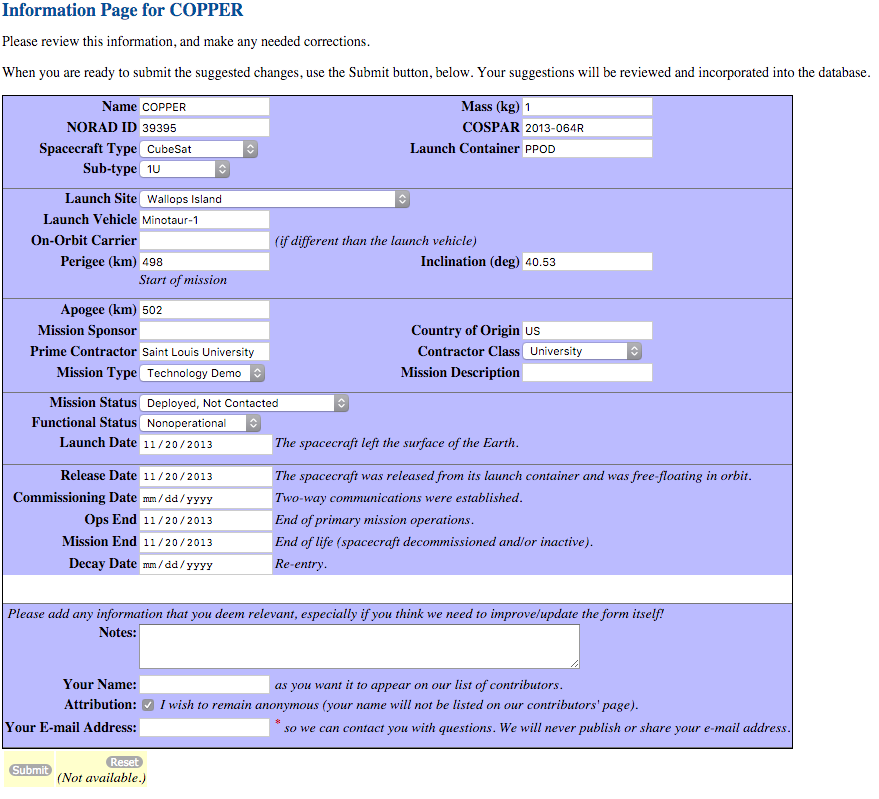 Information Page for COPPER
Please review this information, and make any needed corrections.
When you are ready to submit the suggested changes, use the Submit button, below. Your suggestions will be reviewed and incorporated into the database.
Name COPPER Mass (kg) 1
NORAD ID 39395 COSPAR 2013-064R
Spacecraft Type CubeSat Launch Container PPOD
Sub-type 1U
Launch Site Wallops Island
Launch Vehicle Minotaur-1
On-Orbit Carrier (if different than the launch vehicle)
Perigee (km) 498 Inclination (deg) 40.53
Start of mission
Apogee (km) 502
Mission Sponsor Country of Origin US
Prime Contractor Saint Louis University Contractor Class University
Mission Type Technology Demo Mission Description
Mission Status Deployed, Not Contacted
Functional Status Nonoperational
Launch Date 11/20/2013 The spacecraft left the surface of the Earth.
Release Date 11/20/2013 The spacecraft was released from its launch container and was free-floating in orbit.
Commissioning Date mm/dd/yyyy Two-way communications were established.
Ops End 11/20/2013 End of primary mission operations.
Mission End 11/20/2013 End of life (spacecraft decommissioned and/or inactive).
Decay Date mm/dd/yyyy Re-entry.
Please add any information that you deem relevant, especially if you think we need to improve/update the form itself!
Notes:
Your Name: as you want it to appear on our list of contributors.
Attribution: I wish to remain anonymous (your name will not be listed on our contributors' page).
Your E-mail Address: * so we can contact you with questions. We will never publish or share your e-mail address.
Submit Reset
(Not available.)